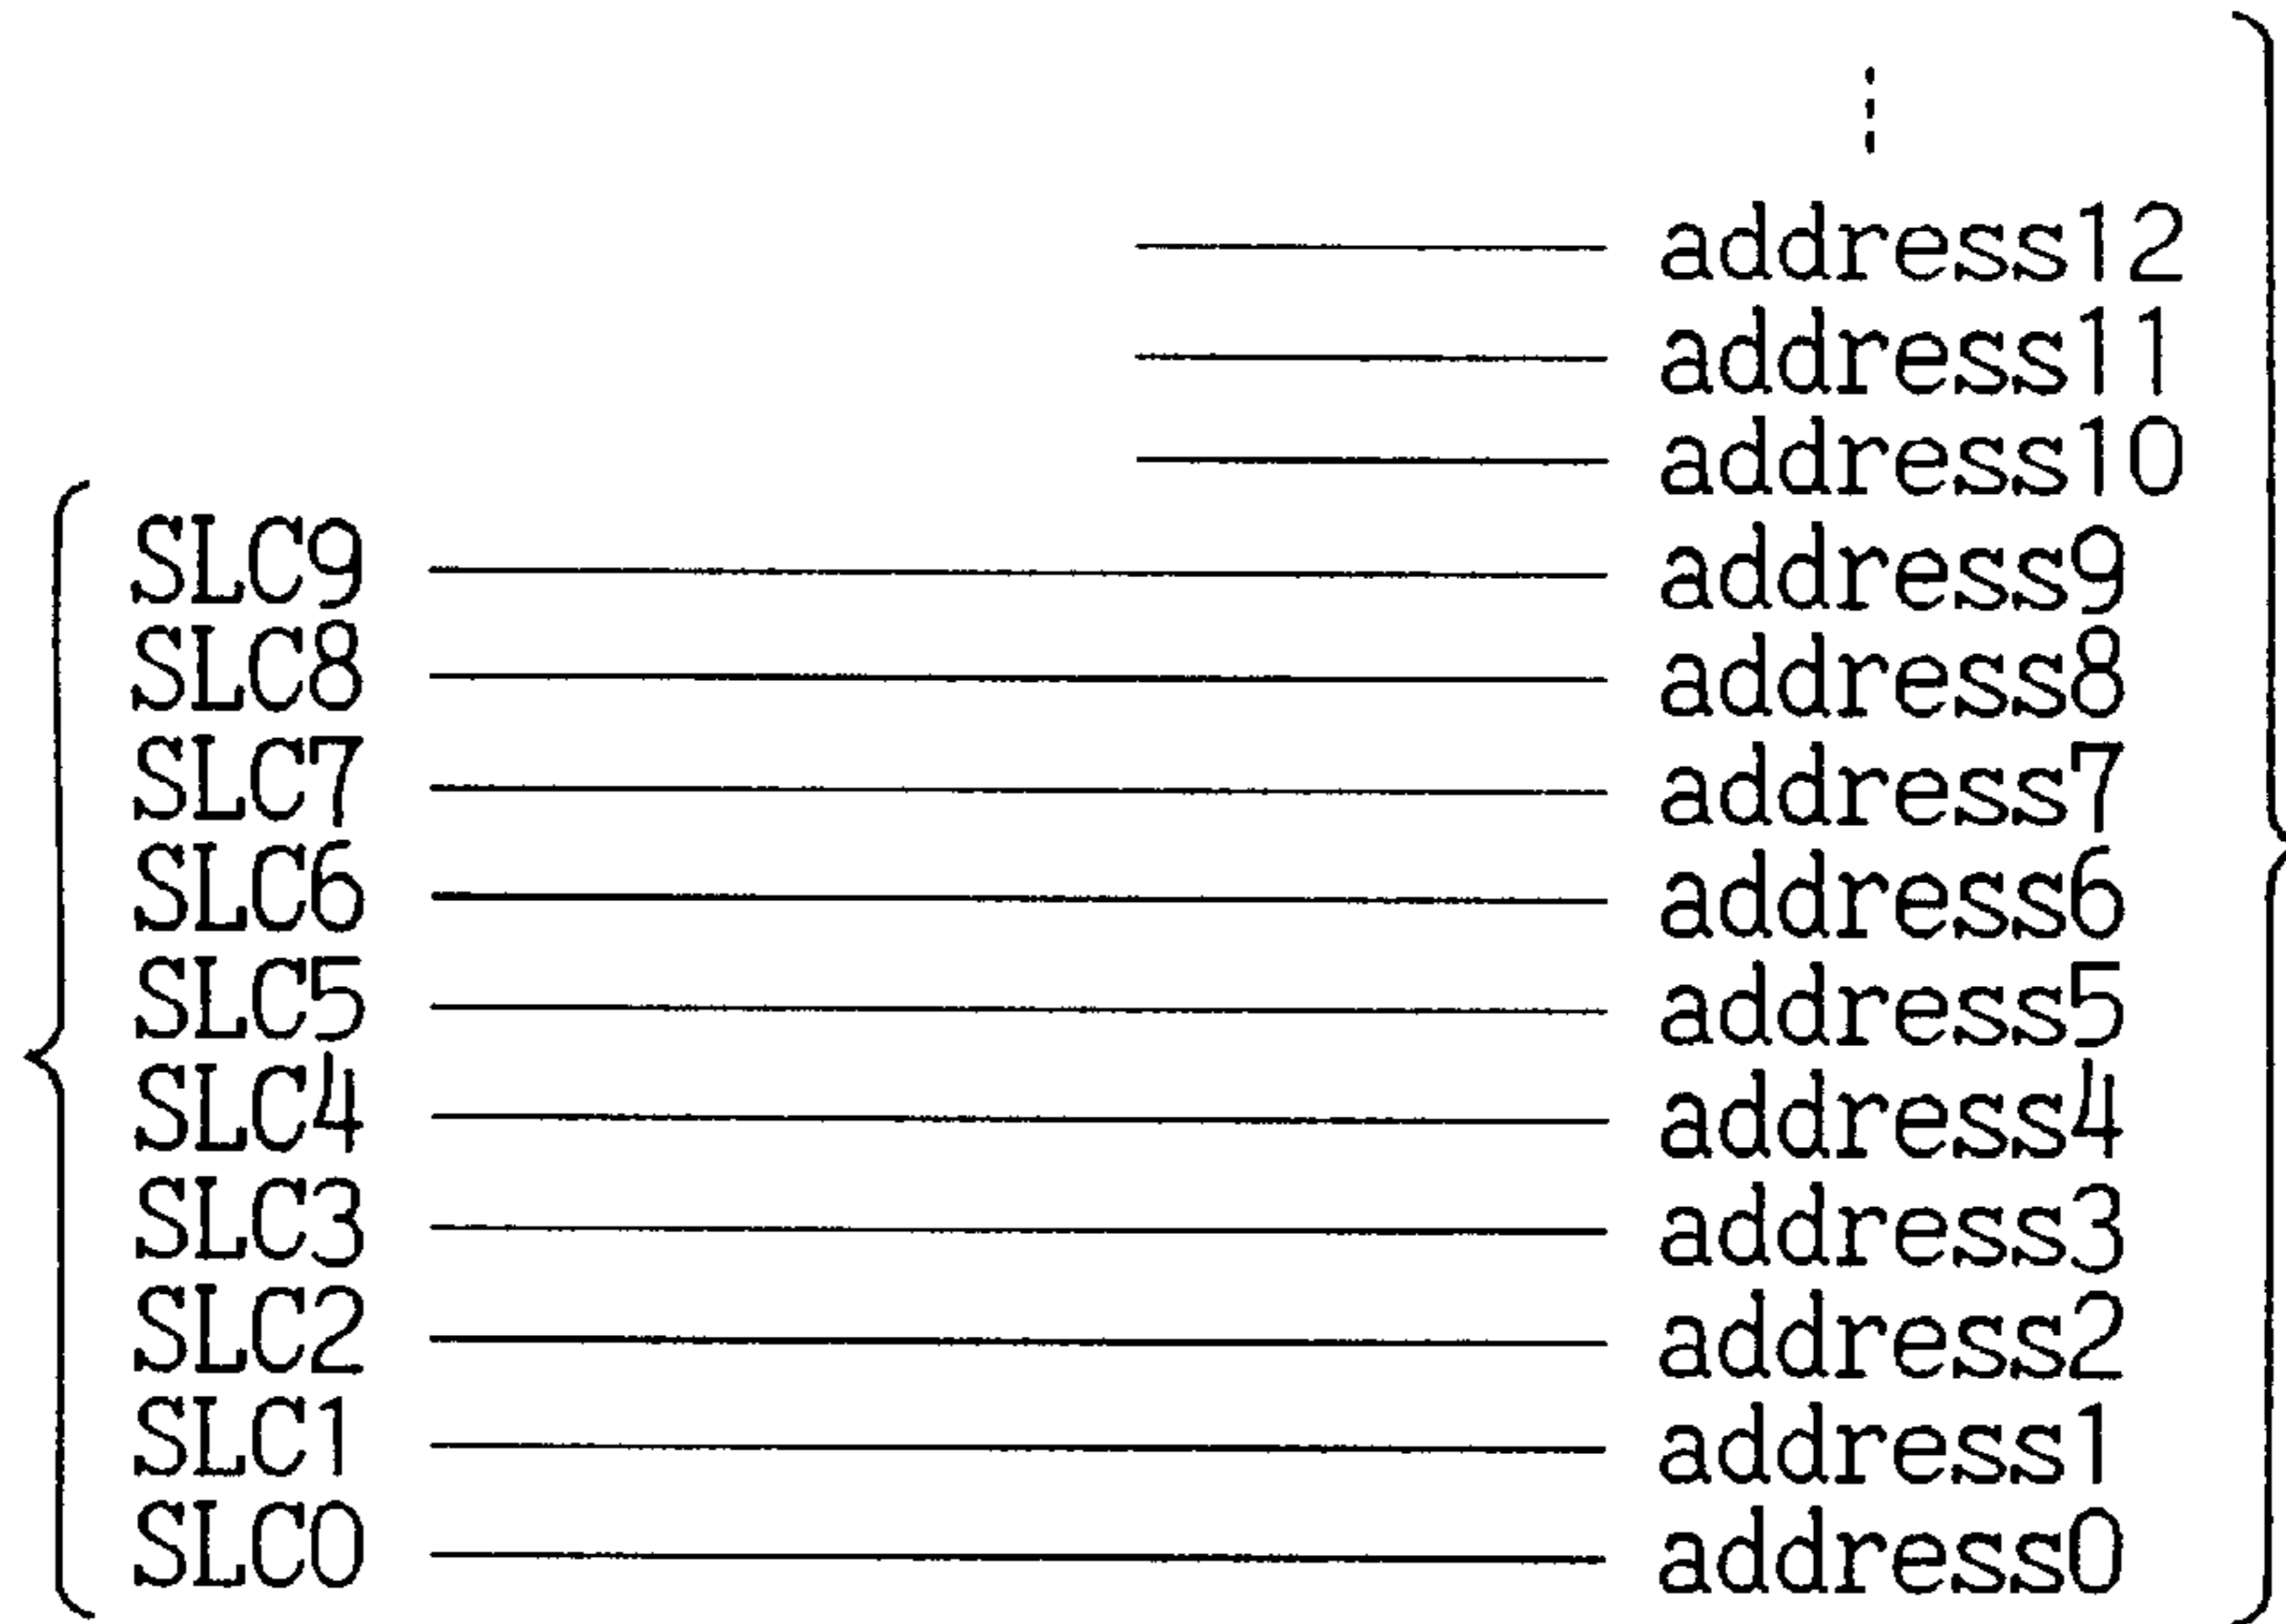 address12
address11
address10
SLC9 address9
SLC8 address8
SLC7 address7
SLC6 address6
SLC5 address5
SLC4 address4
SLC3 address3
SLC2 address2
SLC1 address1
SLC0 address0